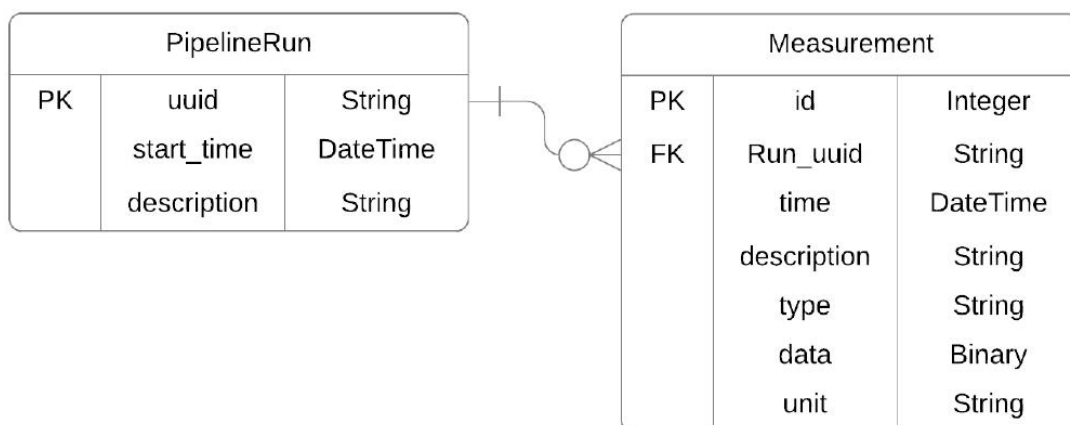 PipelineRun
PK uuid String
start_time DateTime
description String
Measurement
PK id Integer
FK Run_uuid String
time DateTime
description String
type String
data Binary
unit String